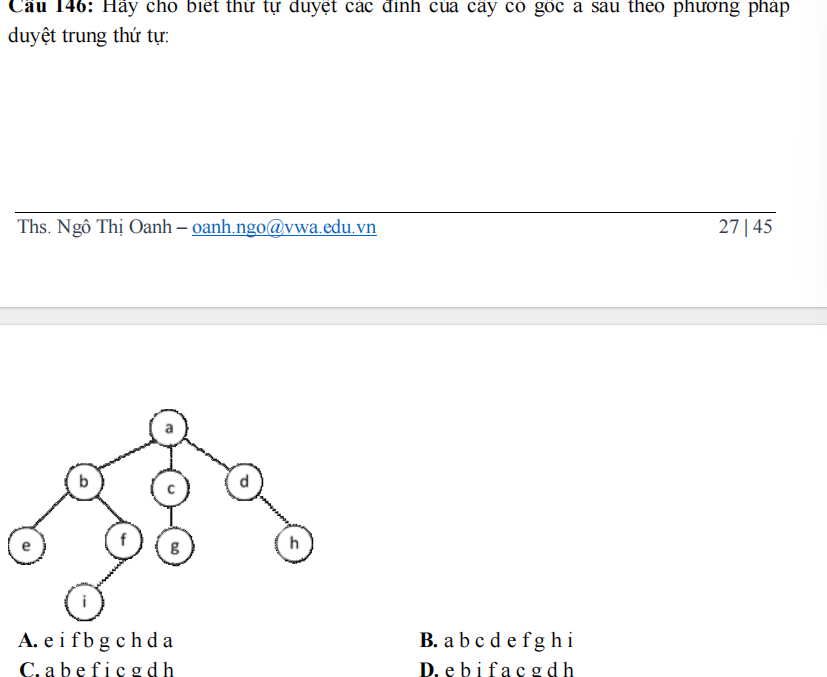 Câu 146: Hãy cho biết thứ tự duyệt các đỉnh của cây có gốc a sau theo phương pháp
duyệt trung thứ tự:
Ths. Ngô Thị Oanh – oanh.ngo@vwa.edu.vn 27 | 45
a
b c d
e f g h
i
A. e i f b g c h d a B. a b c d e f g h i
C. a b e f i c g d h D. e b i f a c g d h